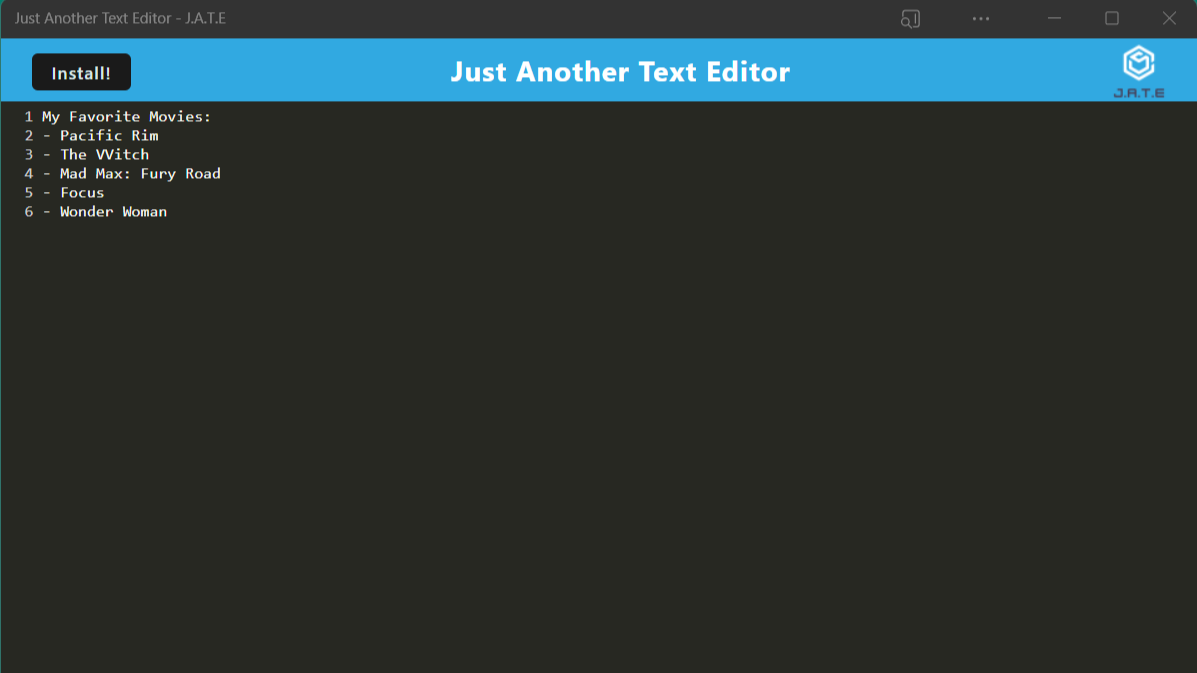 Just Another Text Editor - J.A.T.E
Install!
Just Another Text Editor
J.A.T.E
1 My Favorite Movies:
2 - Pacific Rim
3 - The VVitch
4 - Mad Max: Fury Road
5 - Focus
6 - Wonder Woman